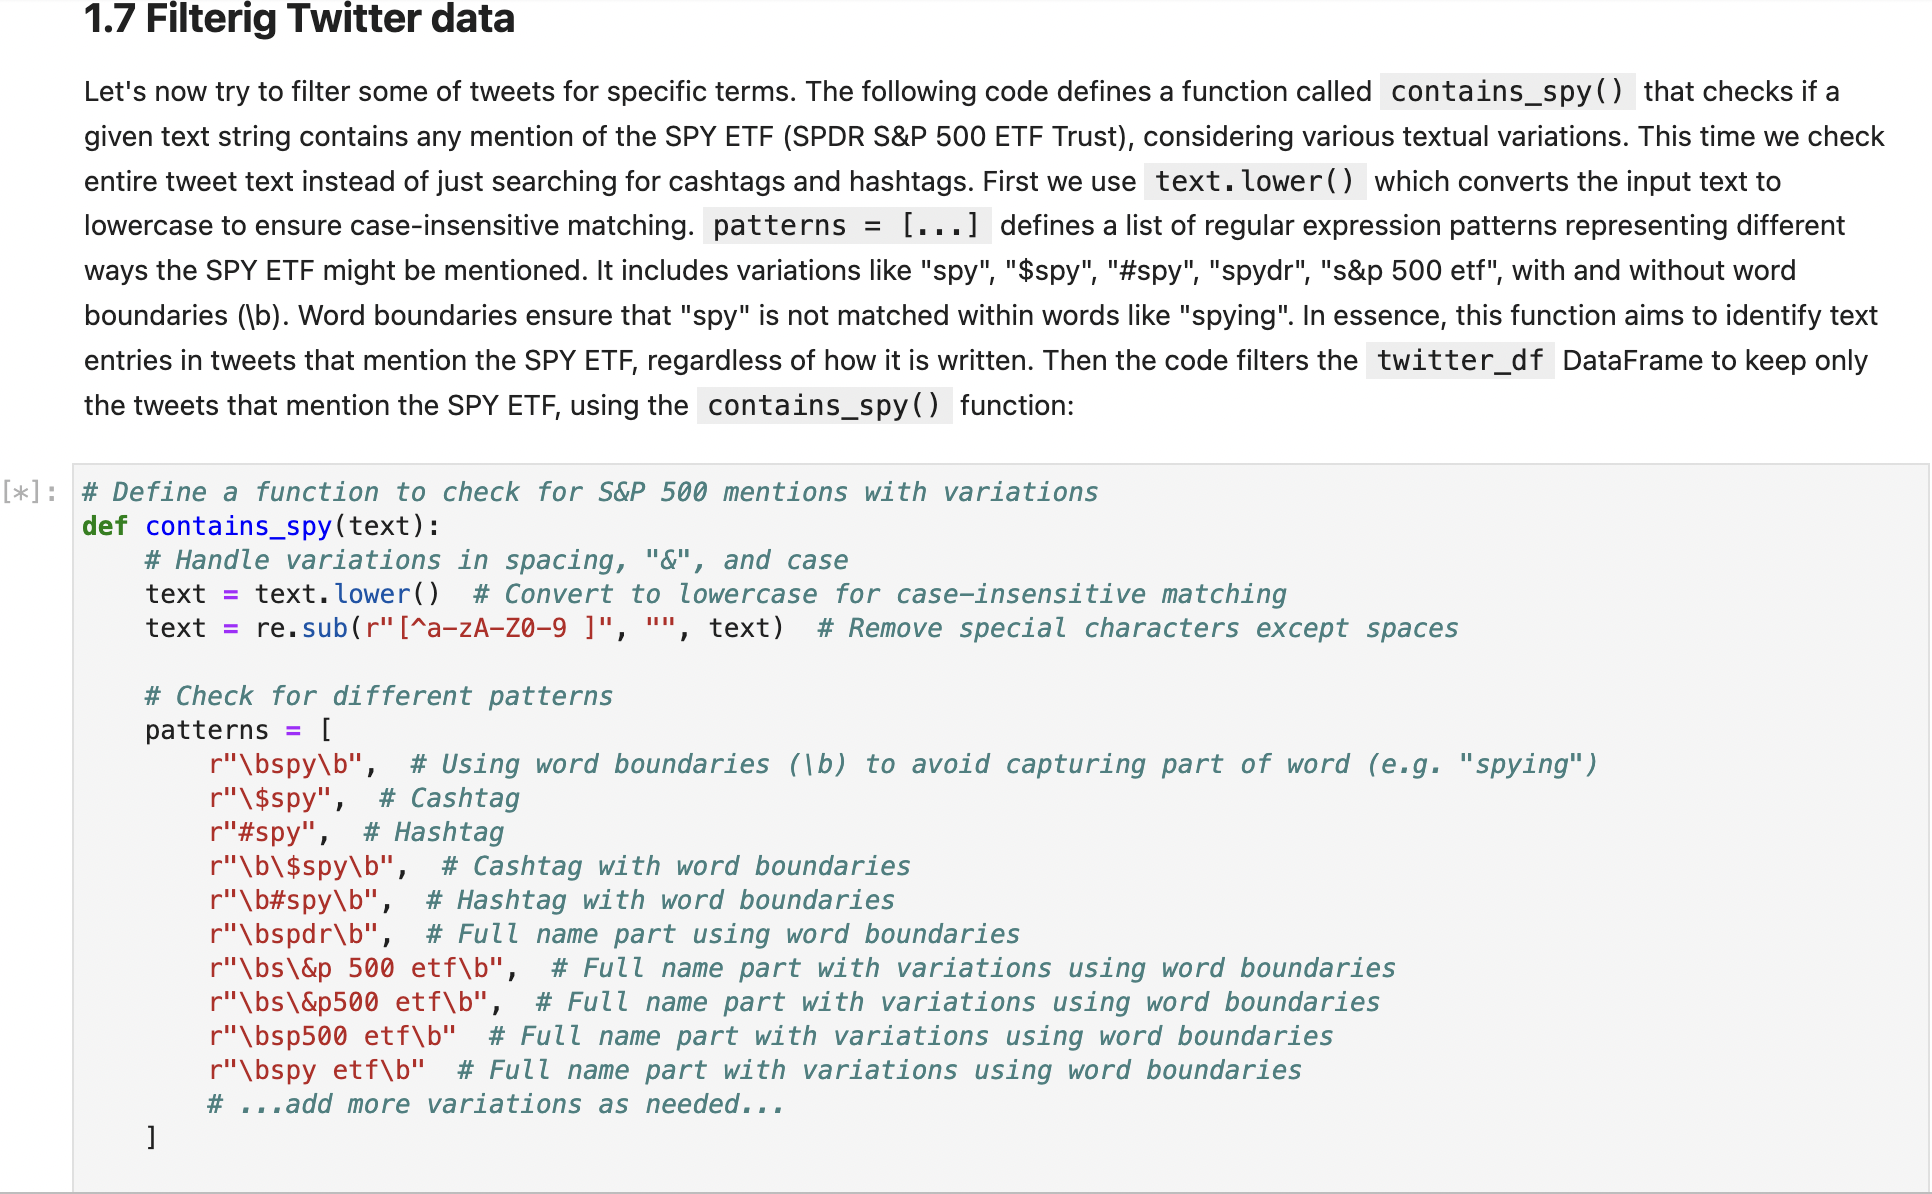 1.7 Filterig Twitter data
Let's now try to filter some of tweets for specific terms. The following code defines a function called contains_spy() that checks if a
given text string contains any mention of the SPY ETF (SPDR S&P 500 ETF Trust), considering various textual variations. This time we check
entire tweet text instead of just searching for cashtags and hashtags. First we use text.lower() which converts the input text to
lowercase to ensure case-insensitive matching. patterns = [...] defines a list of regular expression patterns representing different
ways the SPY ETF might be mentioned. It includes variations like "spy", "$spy", "#spy", "spydr", "s&p 500 etf", with and without word
boundaries (\b). Word boundaries ensure that "spy" is not matched within words like "spying". In essence, this function aims to identify text
entries in tweets that mention the SPY ETF, regardless of how it is written. Then the code filters the twitter_df DataFrame to keep only
the tweets that mention the SPY ETF, using the contains_spy() function:
[*]: # Define a function to check for S&P 500 mentions with variations
def contains_spy(text):
    # Handle variations in spacing, "&", and case
    text = text.lower()  # Convert to lowercase for case-insensitive matching
    text = re.sub(r"[^a-zA-Z0-9 ]", "", text)  # Remove special characters except spaces
    # Check for different patterns
    patterns = [
        r"\bspy\b",  # Using word boundaries (\b) to avoid capturing part of word (e.g. "spying")
        r"\$spy",  # Cashtag
        r"#spy",  # Hashtag
        r"\b\$spy\b",  # Cashtag with word boundaries
        r"\b#spy\b",  # Hashtag with word boundaries
        r"\bspdr\b",  # Full name part using word boundaries
        r"\bs\&p 500 etf\b",  # Full name part with variations using word boundaries
        r"\bs\&p500 etf\b",  # Full name part with variations using word boundaries
        r"\bsp500 etf\b"  # Full name part with variations using word boundaries
        r"\bspy etf\b"  # Full name part with variations using word boundaries
        # ...add more variations as needed...
    ]